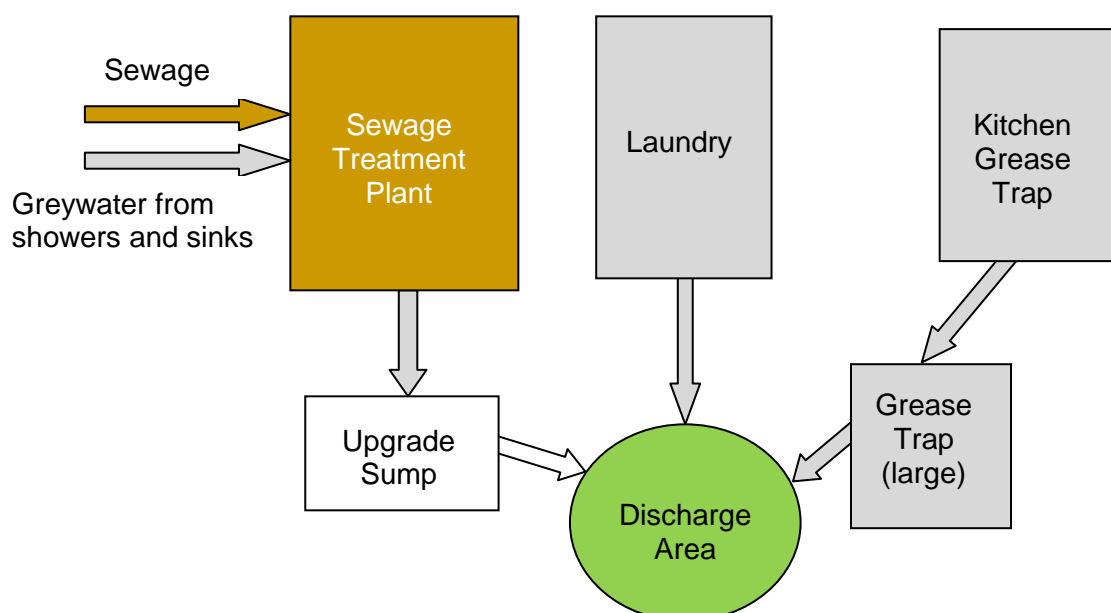 Sewage
Greywater from
showers and sinks
Sewage
Treatment
Plant
Laundry
Kitchen
Grease
Trap
Upgrade
Sump
Discharge
Area
Grease
Trap
(large)